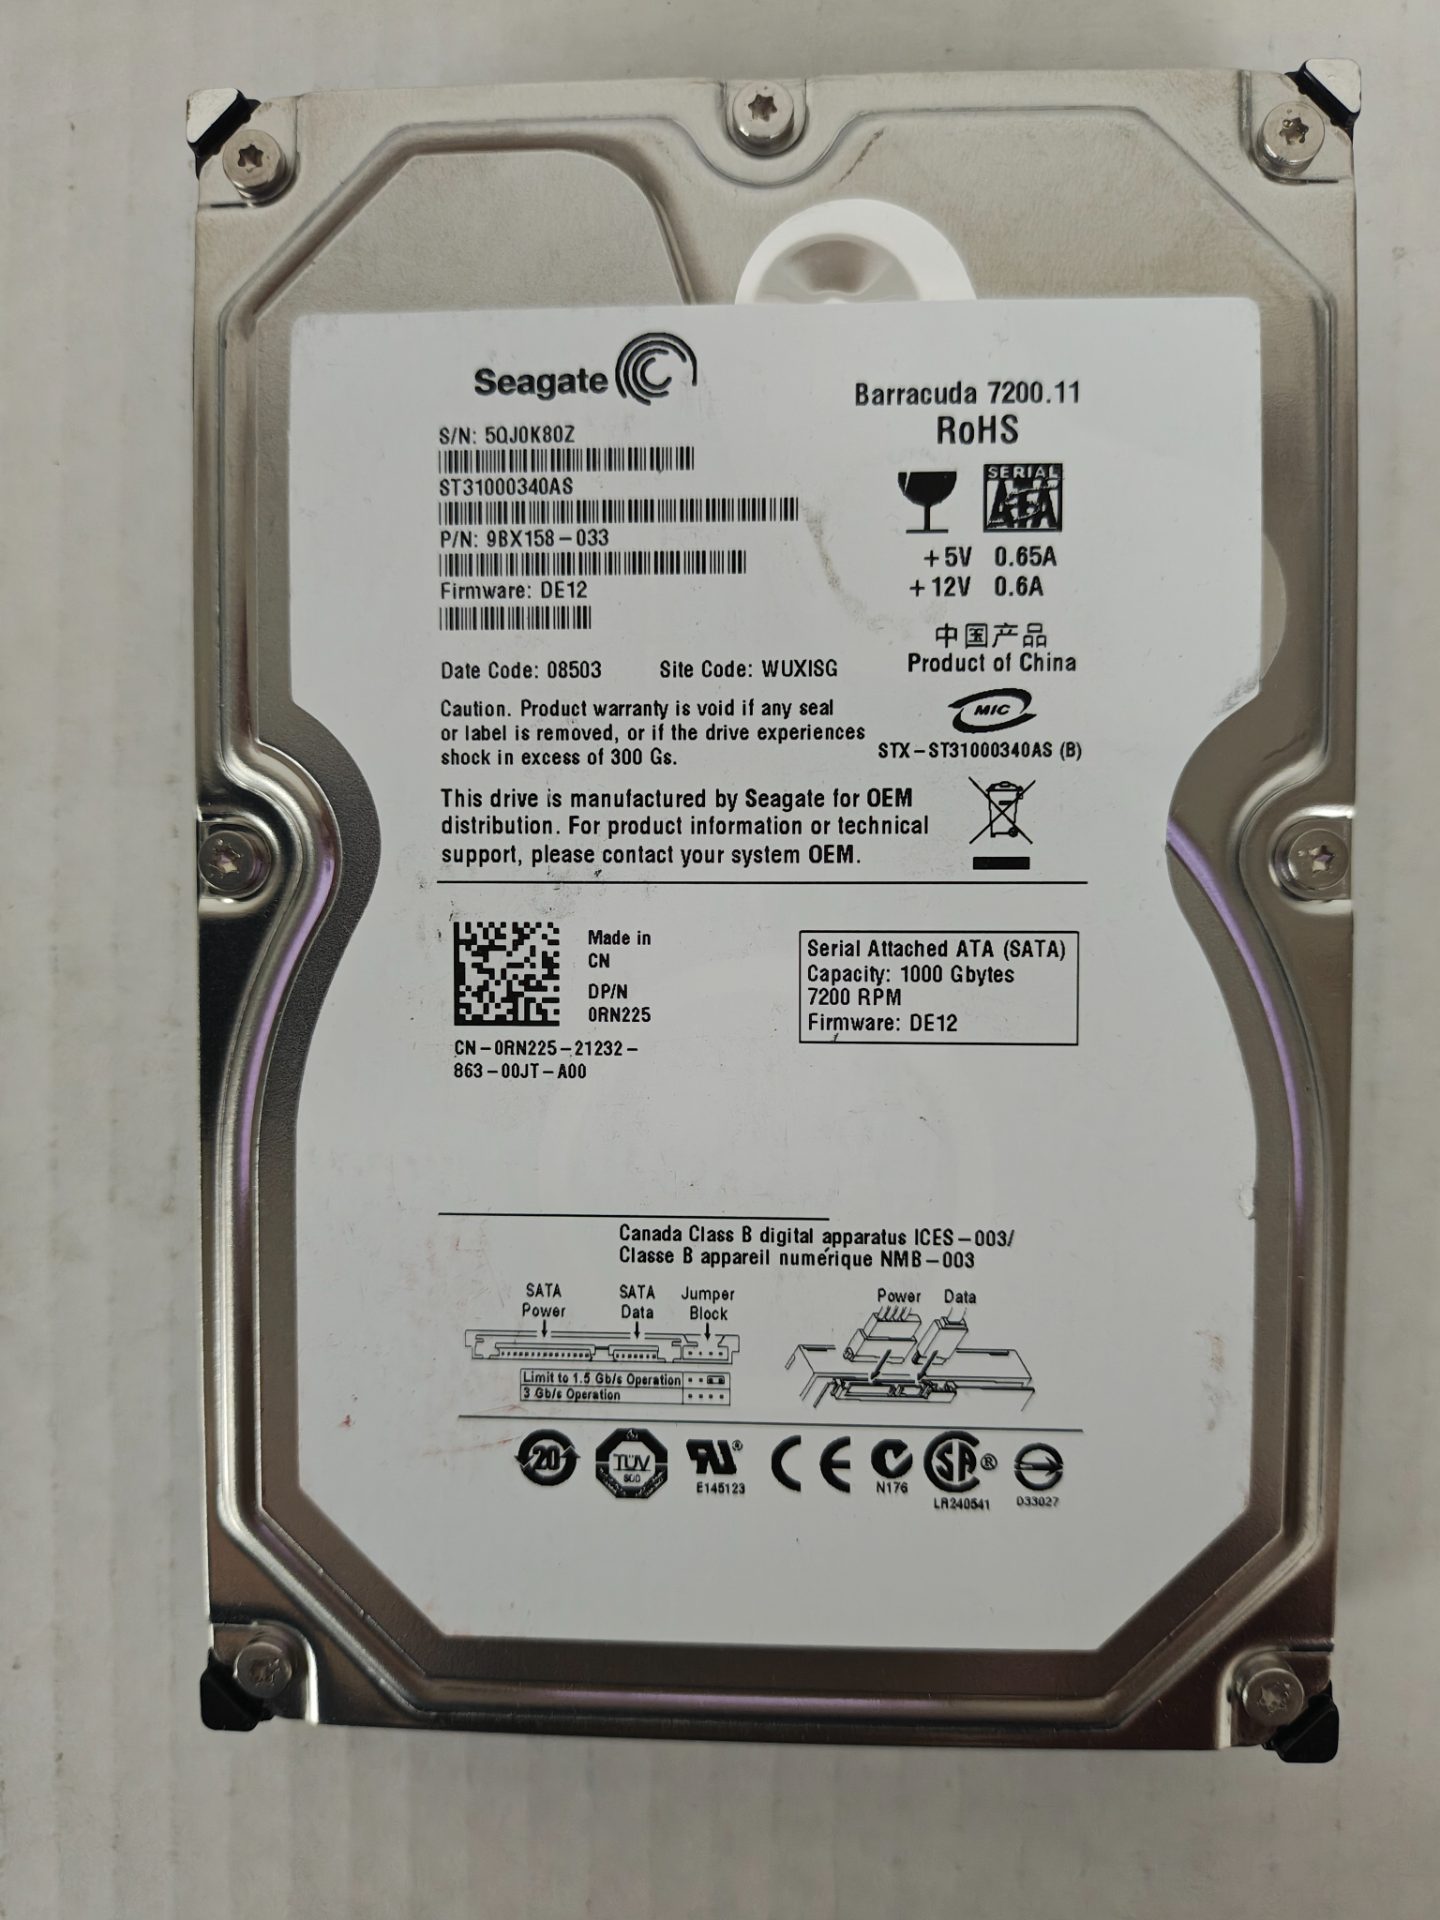 Seagate
Barracuda 7200.11
RoHS
S/N: 5QJ0K80Z
ST31000340AS
P/N: 9BX158-033
Firmware: DE12
SERIAL
ATA
+5V 0.65A
+12V 0.6A
中国产品
Product of China
Date Code: 08503 Site Code: WUXISG
MIC
STX-ST31000340AS (B)
Caution. Product warranty is void if any seal
or label is removed, or if the drive experiences
shock in excess of 300 Gs.
This drive is manufactured by Seagate for OEM
distribution. For product information or technical
support, please contact your system OEM.
Made in
CN
DP/N
0RN225
CN-0RN225-21232-
863-00JT-A00
Serial Attached ATA (SATA)
Capacity: 1000 Gbytes
7200 RPM
Firmware: DE12
Canada Class B digital apparatus ICES-003/
Classe B appareil numérique NMB-003
SATA Power
SATA Data
Jumper Block
Power Data
Limit to 1.5 Gb/s Operation
3 Gb/s Operation
20
TÜV
SÜD
E145123
CE
N176
SA®
LR240541
D33027